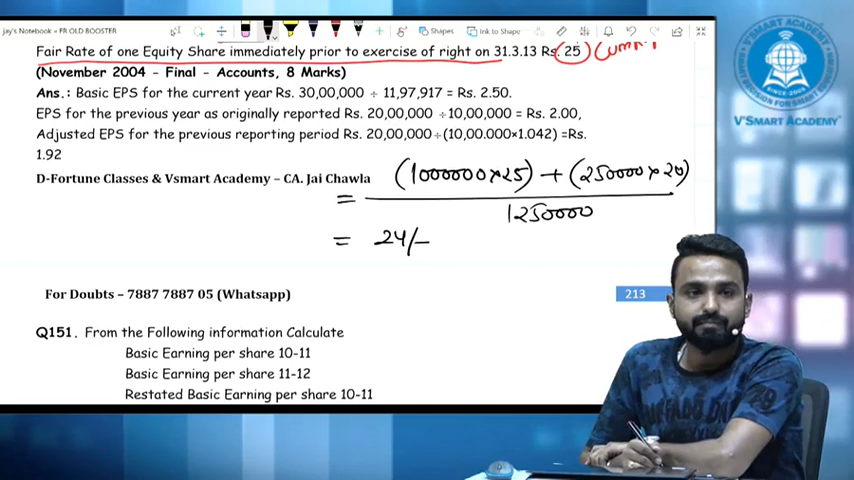 jay's Notebook » FR OLD BOOSTER
Shapes
Ink to Shape
Fair Rate of one Equity Share immediately prior to exercise of right on 31.3.13 Rs. 25
(November 2004 - Final - Accounts, 8 Marks)
Ans.: Basic EPS for the current year Rs. 30,00,000 ÷ 11,97,917 = Rs. 2.50.
EPS for the previous year as originally reported Rs. 20,00,000 ÷10,00,000 = Rs. 2.00,
Adjusted EPS for the previous reporting period Rs. 20,00,000÷(10,00.000×1.042) =Rs.
1.92
D-Fortune Classes & Vsmart Academy – CA. Jai Chawla
= (1000000×25) + (250000×20)
1250000
= 24/-
For Doubts – 7887 7887 05 (Whatsapp)
213
Q151. From the Following information Calculate
Basic Earning per share 10-11
Basic Earning per share 11-12
Restated Basic Earning per share 10-11
V'SMART ACADEMY
SINCE-2004
V'SMART ACADEMY